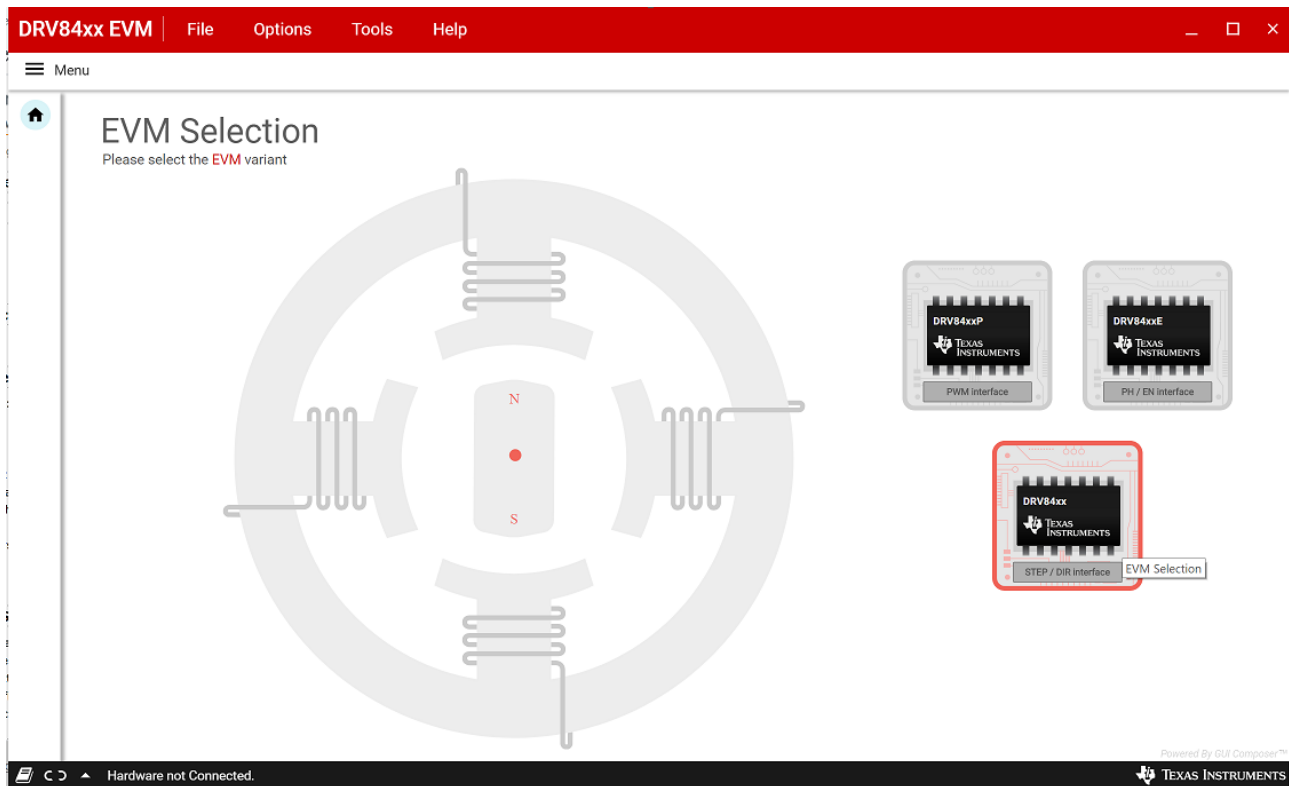 DRV84xx EVM File Options Tools Help
Menu
EVM Selection
Please select the EVM variant
N
S
DRV84xxP
TEXAS
INSTRUMENTS
PWM interface
DRV84xxE
TEXAS
INSTRUMENTS
PH / EN interface
DRV84xx
TEXAS
INSTRUMENTS
STEP / DIR interface
EVM Selection
Powered By GUI Composer™
Hardware not Connected.
TEXAS INSTRUMENTS